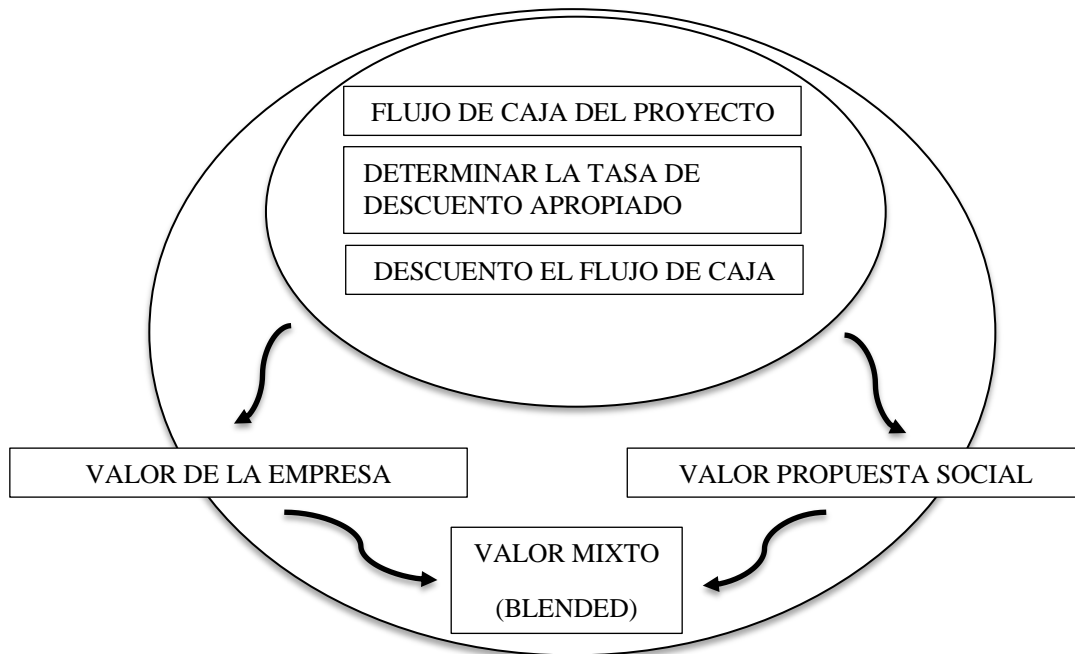 FLUJO DE CAJA DEL PROYECTO
DETERMINAR LA TASA DE
DESCUENTO APROPIADO
DESCUENTO EL FLUJO DE CAJA
VALOR DE LA EMPRESA
VALOR PROPUESTA SOCIAL
VALOR MIXTO
(BLENDED)